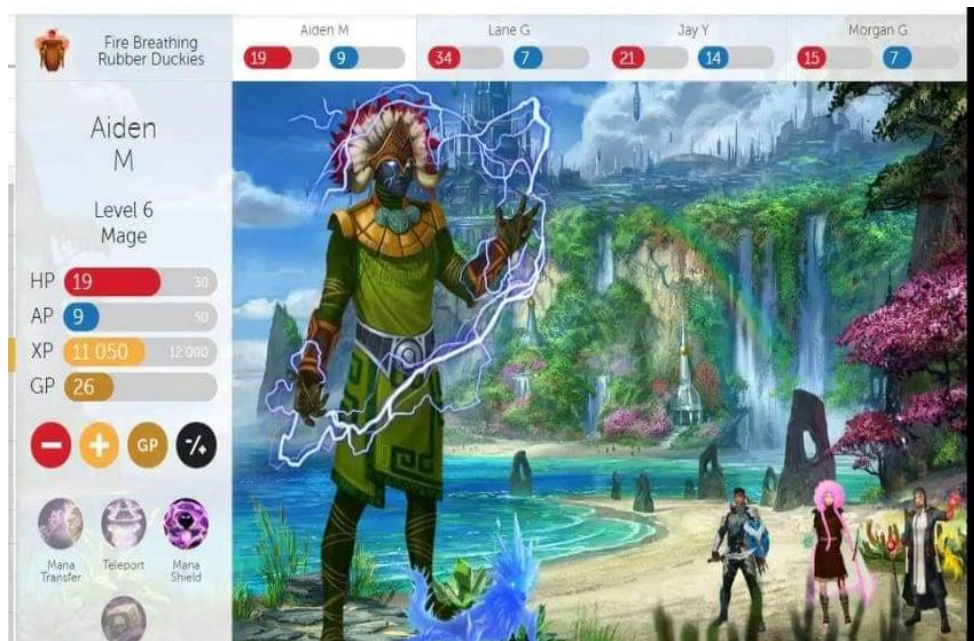 Fire Breathing
Rubber Duckies
Aiden M
19 9
Lane G
34 7
Jay Y
21 14
Morgan G
15 7
Aiden
M
Level 6
Mage
HP 19 30
AP 9 50
XP 11 050 12 000
GP 26
GP
Mana
Transfer
Teleport
Mana
Shield